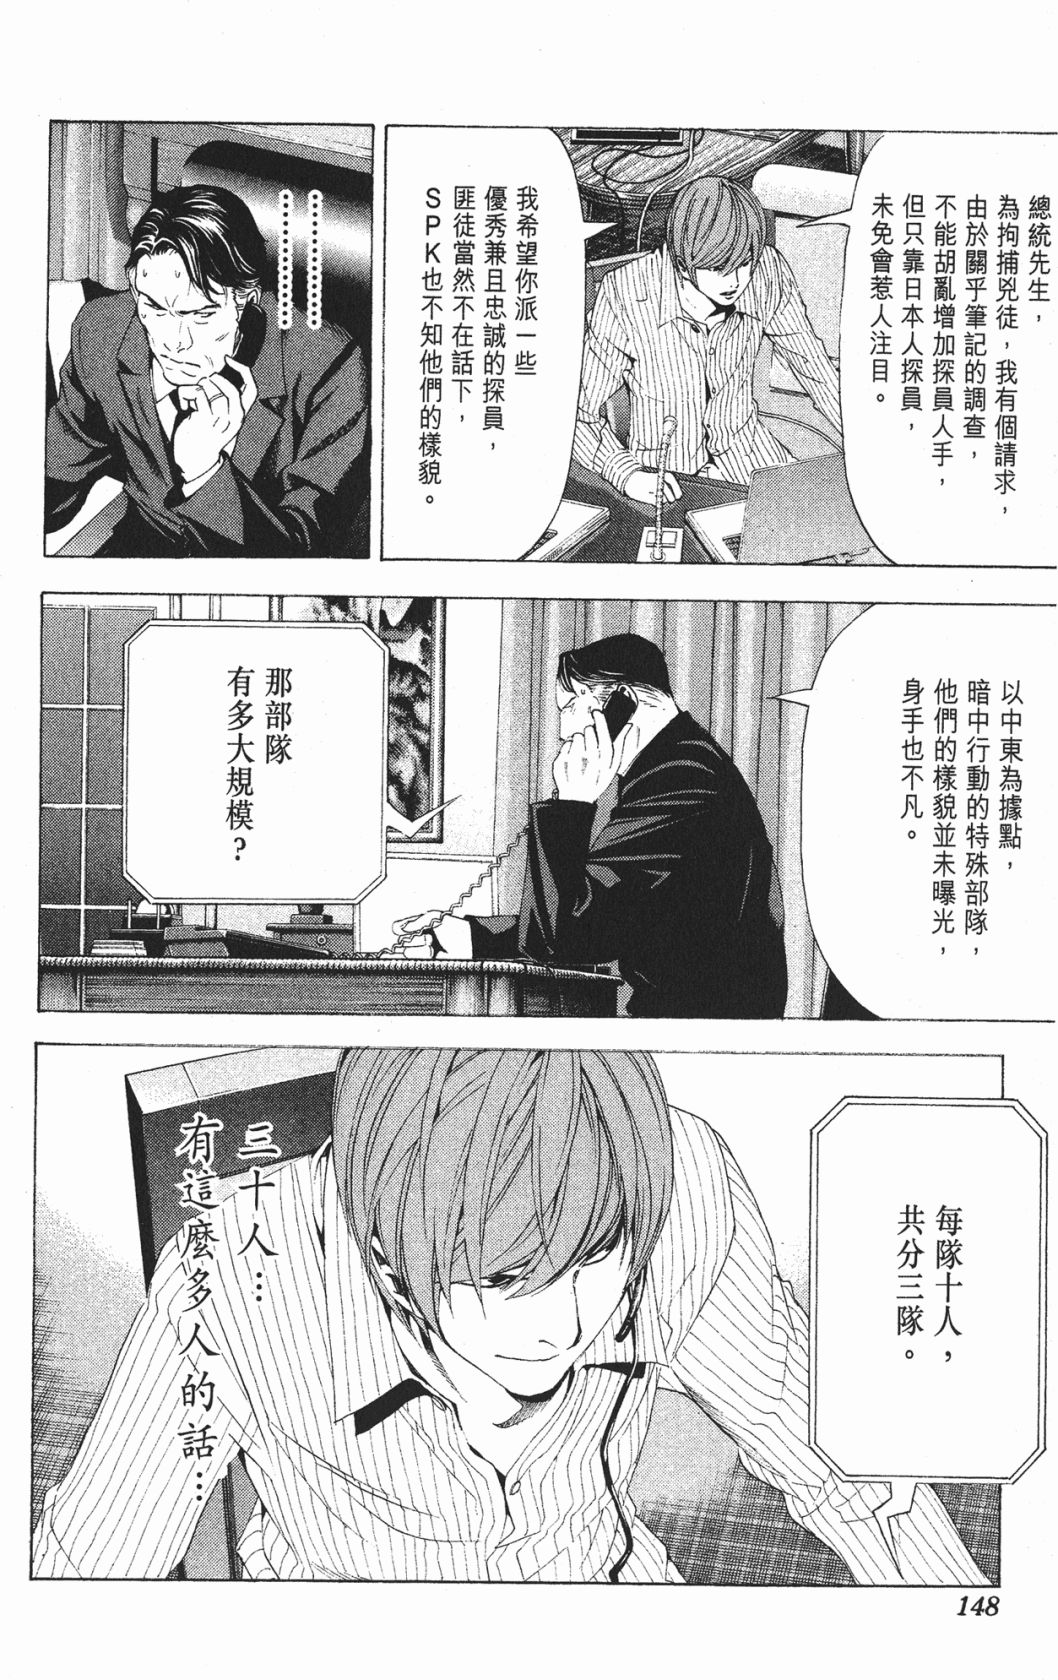 總統先生，
為拘捕兇徒，我有個請求，
由於關乎筆記的調查，
不能胡亂增加探員人手，
但只靠日本人探員，
未免會惹人注目。
我希望你派一些
優秀兼且忠誠的探員，
匪徒當然不在話下，
ＳＰＫ也不知他們的樣貌。
………………
………………
以中東為據點，
暗中行動的特殊部隊，
他們的樣貌並未曝光，
身手也不凡。
那部隊
有多大規模？
每隊十人，
共分三隊。
三十人…
有這麼多人的話…
148